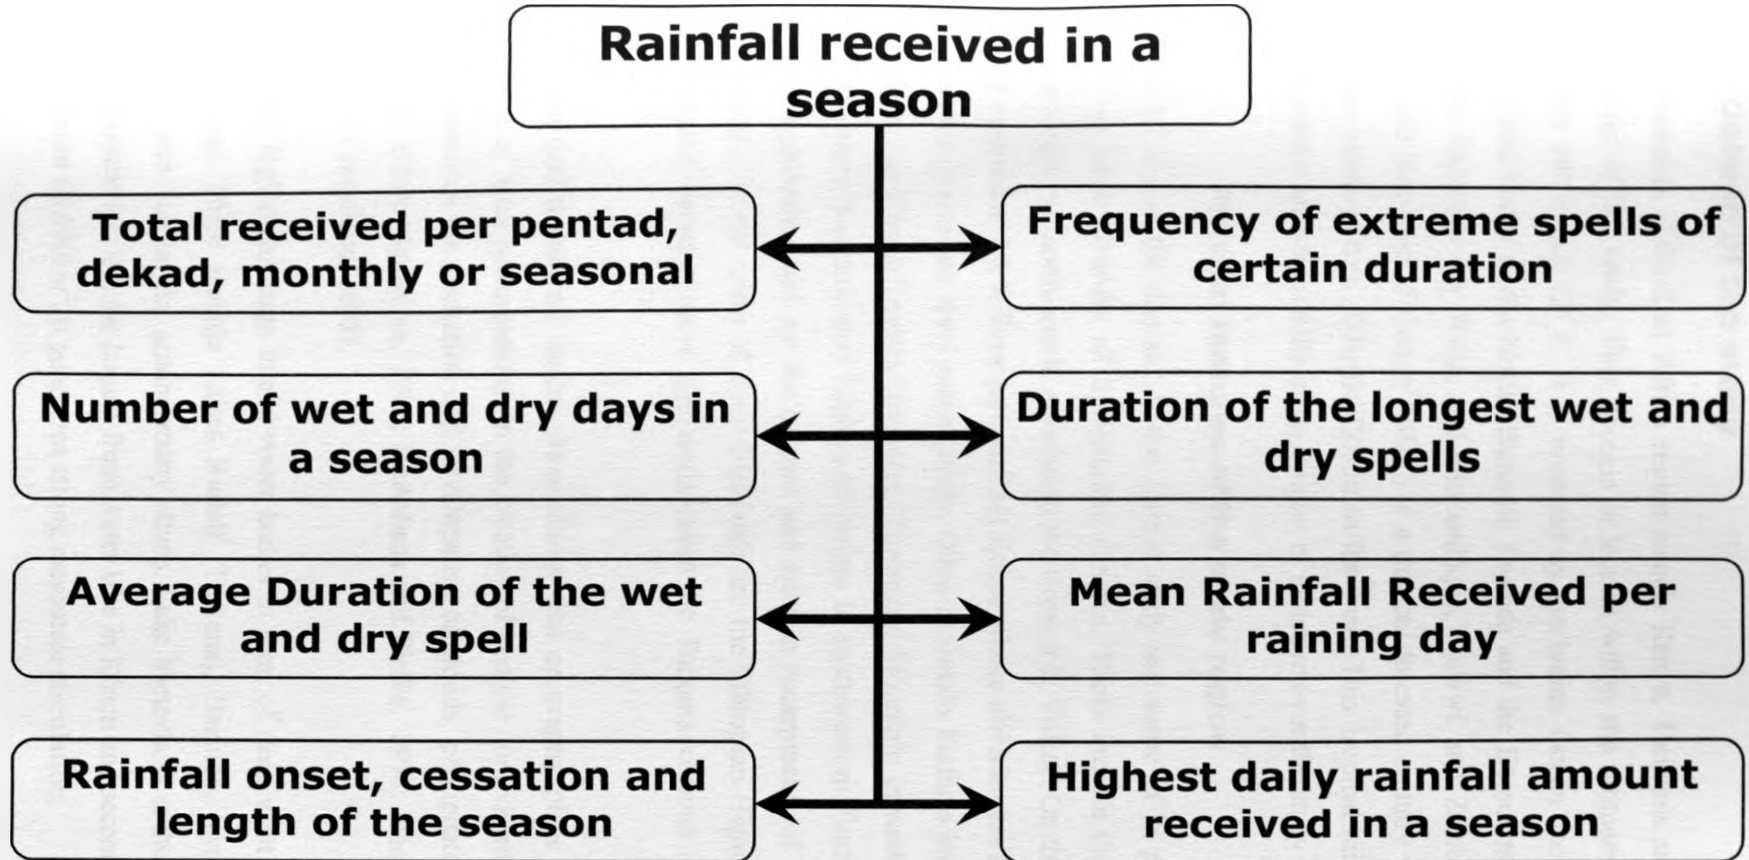 Rainfall received in a
season
Total received per pentad,
dekad, monthly or seasonal
Frequency of extreme spells of
certain duration
Number of wet and dry days in
a season
Duration of the longest wet and
dry spells
Average Duration of the wet
and dry spell
Mean Rainfall Received per
raining day
Rainfall onset, cessation and
length of the season
Highest daily rainfall amount
received in a season